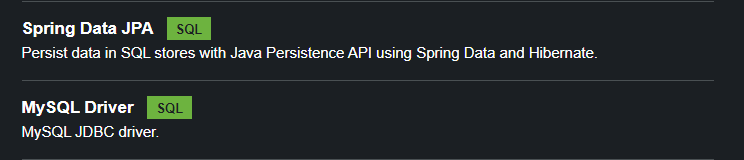 Spring Data JPA SQL
Persist data in SQL stores with Java Persistence API using Spring Data and Hibernate.
MySQL Driver SQL
MySQL JDBC driver.